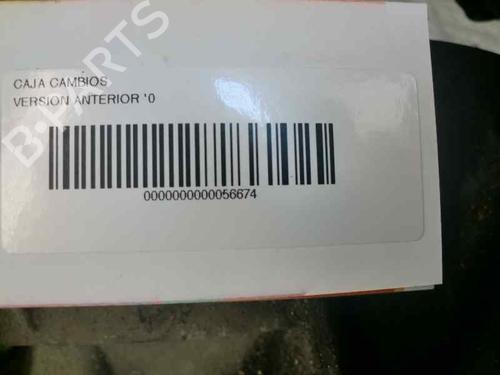 B-PARTS
CAJA CAMBIOS
VERSION ANTERIOR '0
0000000000056674